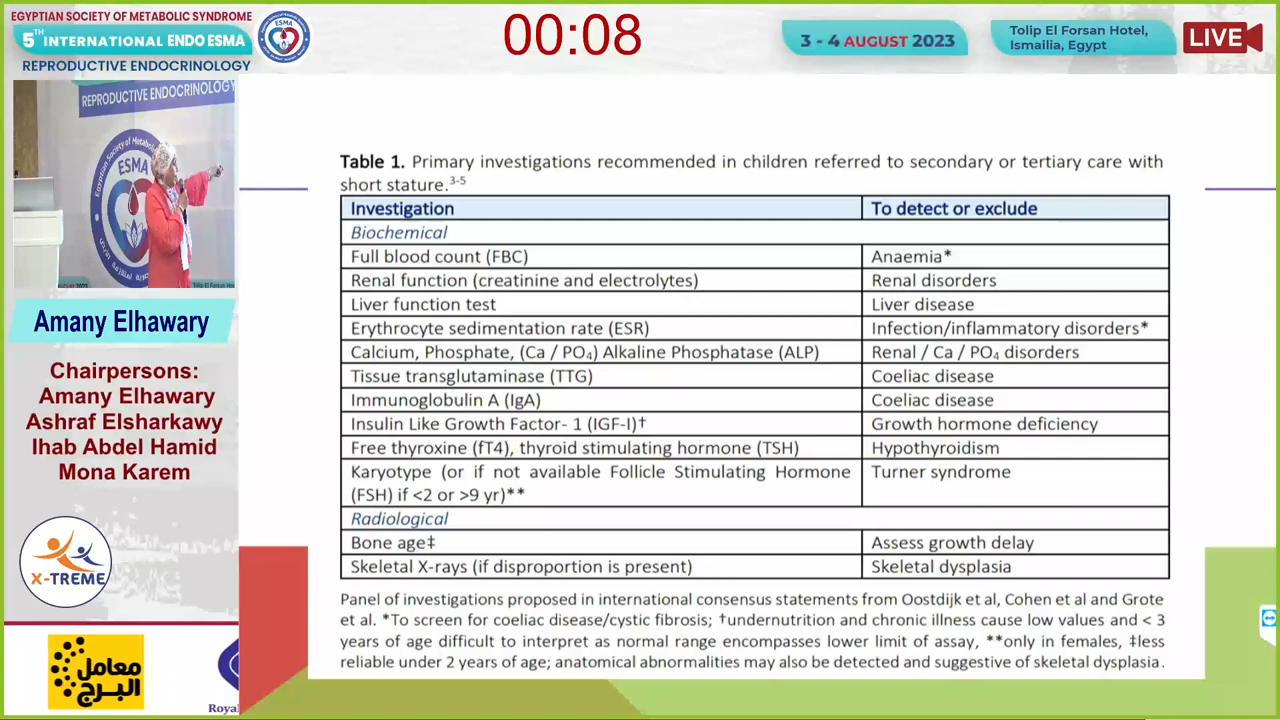 EGYPTIAN SOCIETY OF METABOLIC SYNDROME
5TH INTERNATIONAL ENDO ESMA
REPRODUCTIVE ENDOCRINOLOGY
00:08
3 - 4 AUGUST 2023
Tolip El Forsan Hotel,
Ismailia, Egypt
LIVE
REPRODUCTIVE ENDOCRINOLOGY
Egyptian Society of Metabolic
ESMA
Tolip El Forsan
Amany Elhawary
Chairpersons:
Amany Elhawary
Ashraf Elsharkawy
Ihab Abdel Hamid
Mona Karem
X-TREME
معامل
البرج
Royal
Table 1. Primary investigations recommended in children referred to secondary or tertiary care with
short stature.3-5
Investigation To detect or exclude
Biochemical
Full blood count (FBC) Anaemia*
Renal function (creatinine and electrolytes) Renal disorders
Liver function test Liver disease
Erythrocyte sedimentation rate (ESR) Infection/inflammatory disorders*
Calcium, Phosphate, (Ca / PO₄) Alkaline Phosphatase (ALP) Renal / Ca / PO₄ disorders
Tissue transglutaminase (TTG) Coeliac disease
Immunoglobulin A (IgA) Coeliac disease
Insulin Like Growth Factor- 1 (IGF-I)† Growth hormone deficiency
Free thyroxine (fT4), thyroid stimulating hormone (TSH) Hypothyroidism
Karyotype (or if not available Follicle Stimulating Hormone Turner syndrome
(FSH) if <2 or >9 yr)**
Radiological
Bone age‡ Assess growth delay
Skeletal X-rays (if disproportion is present) Skeletal dysplasia
Panel of investigations proposed in international consensus statements from Oostdijk et al, Cohen et al and Grote
et al. *To screen for coeliac disease/cystic fibrosis; †undernutrition and chronic illness cause low values and < 3
years of age difficult to interpret as normal range encompasses lower limit of assay, **only in females, ‡less
reliable under 2 years of age; anatomical abnormalities may also be detected and suggestive of skeletal dysplasia.